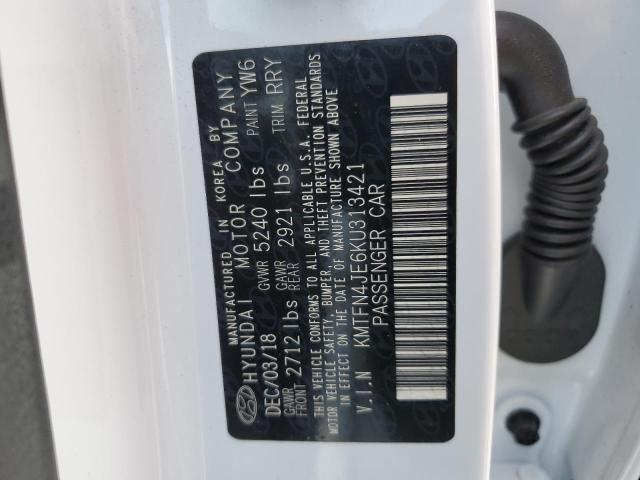 MANUFACTURED IN KOREA BY
HYUNDAI MOTOR COMPANY
DEC/03/18 GVWR 5240 lbs PAINT YW6
GAWR FRONT 2712 lbs GAWR REAR 2921 lbs TRIM RRY
THIS VEHICLE CONFORMS TO ALL APPLICABLE U.S.A. FEDERAL
MOTOR VEHICLE SAFETY, BUMPER, AND THEFT PREVENTION STANDARDS
IN EFFECT ON THE DATE OF MANUFACTURE SHOWN ABOVE
V.I.N KMTFN4JE6KU313421
PASSENGER CAR